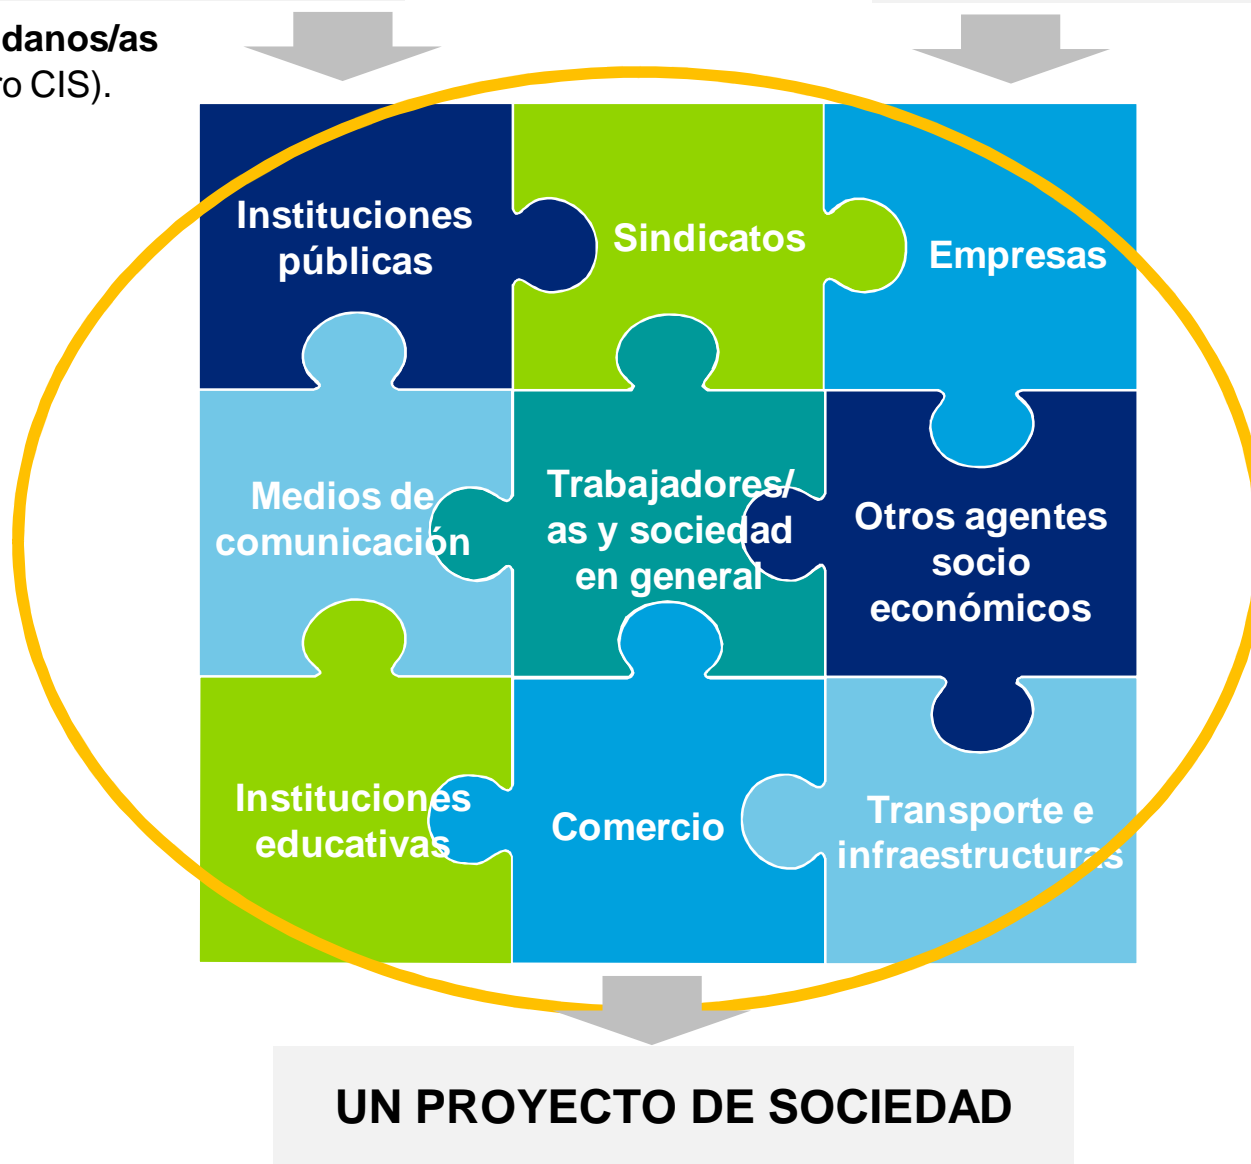 danos/as
ro CIS).
Instituciones
públicas
Sindicatos
Empresas
Medios de
comunicación
Trabajadores/
as y sociedad
en general
Otros agentes
socio
económicos
Instituciones
educativas
Comercio
Transporte e
infraestructuras
UN PROYECTO DE SOCIEDAD